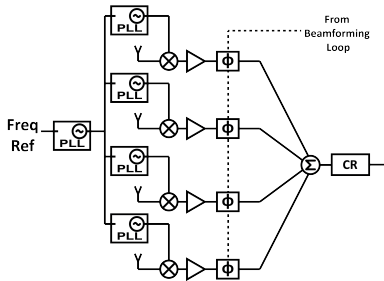 PLL
From
Beamforming
Loop
Φ
PLL
Φ
Freq
Ref
PLL
Σ
CR
PLL
Φ
PLL
Φ